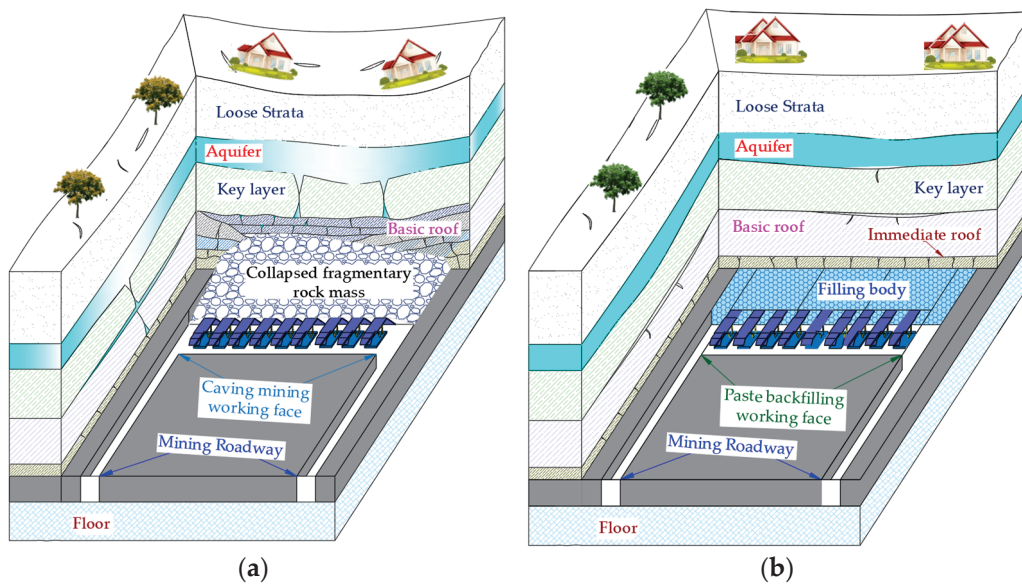 Loose Strata
Aquifer
Key layer
Basic roof
Collapsed fragmentary
rock mass
Caving mining
working face
Mining Roadway
Floor
(a)
Loose Strata
Aquifer
Key layer
Basic roof
Immediate roof
Filling body
Paste backfilling
working face
Mining Roadway
Floor
(b)